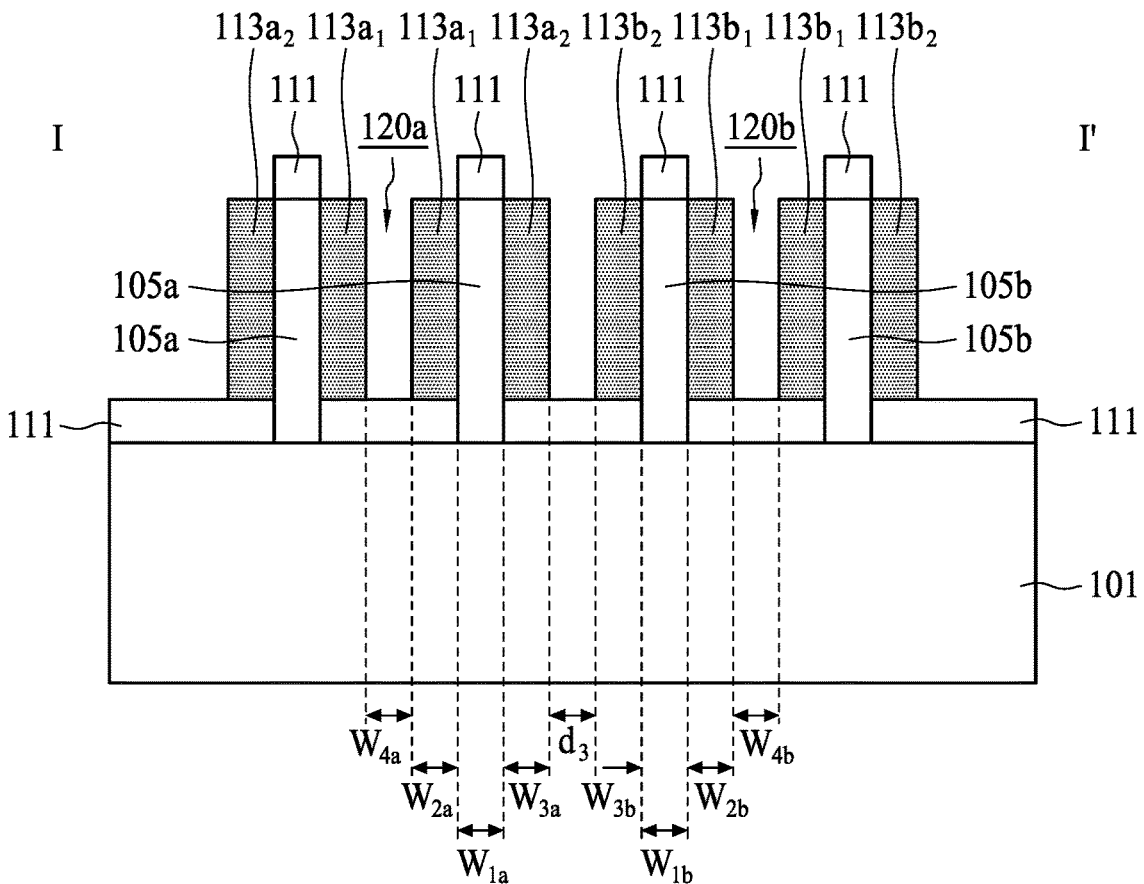 113a₂ 113a₁ 113a₁ 113a₂ 113b₂ 113b₁ 113b₁ 113b₂
111 111 111 111
I 120a 120b I'
105a 105b
105a 105b
111 111
101
W₄ₐ d₃ W₄b
W₂ₐ W₃ₐ W₃b W₂b
W₁ₐ W₁b